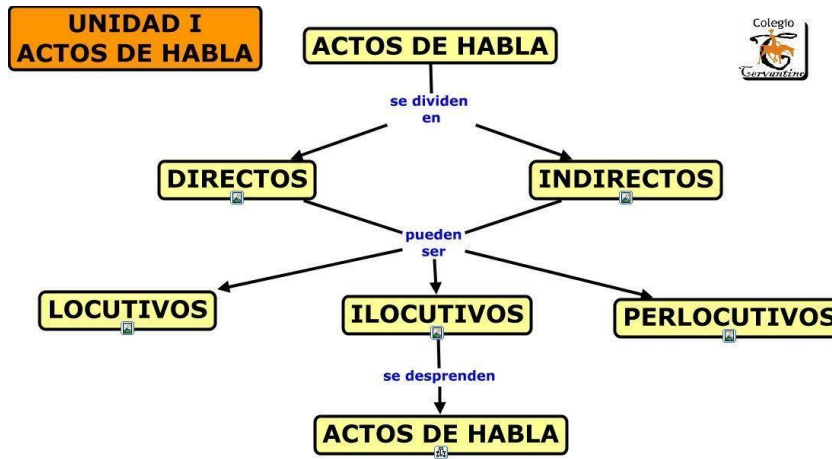 UNIDAD I
ACTOS DE HABLA
ACTOS DE HABLA
Colegio
Cervantino
se dividen
en
DIRECTOS
INDIRECTOS
pueden
ser
LOCUTIVOS
ILOCUTIVOS
PERLOCUTIVOS
se desprenden
ACTOS DE HABLA